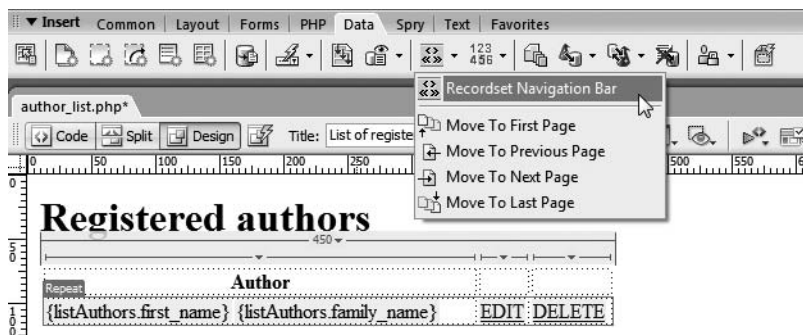 ▼ Insert Common Layout Forms PHP Data Spry Text Favorites
123
456
Recordset Navigation Bar
author_list.php*
Move To First Page
Code Split Design Title: List of registe
Move To Previous Page
0 50 100 150 200 250 500 550
Move To Next Page
Move To Last Page
Registered authors
450
Repeat
Author
{listAuthors.first_name} {listAuthors.family_name} EDIT DELETE